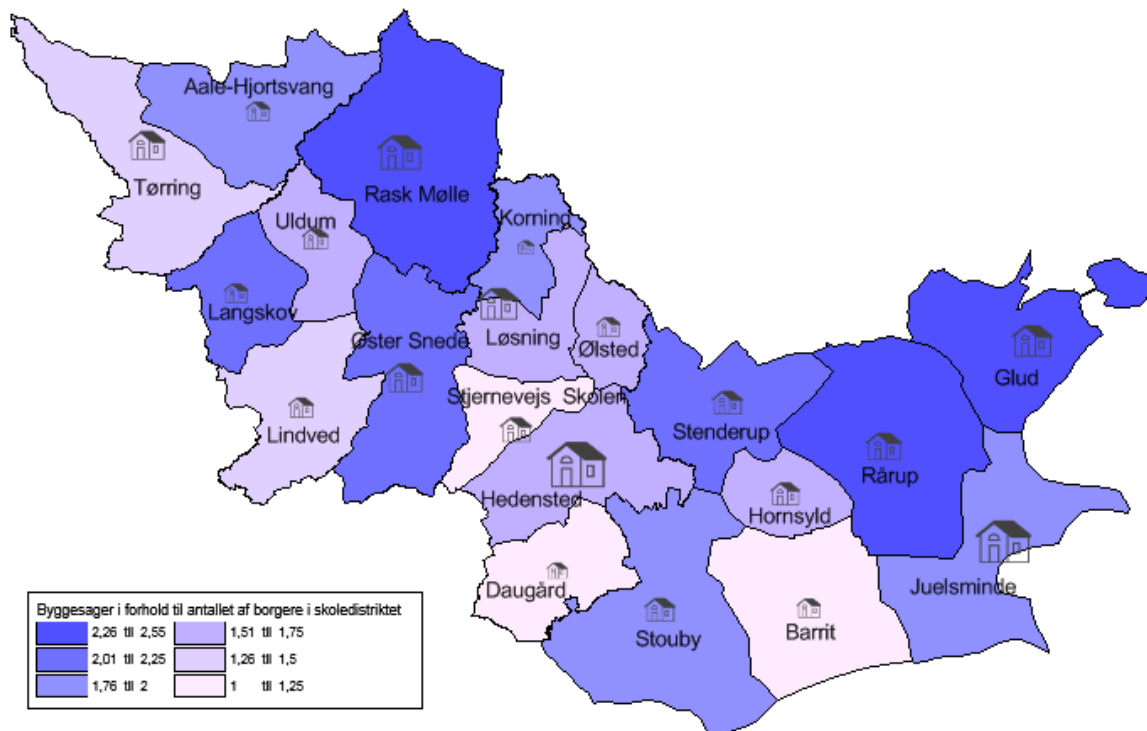 Aale-Hjortsvang
Tørring
Rask Mølle
Uldum
Korning
Langskov
Øster Snede
Løsning
Ølsted
Glud
Stjernevejs Skolen
Lindved
Stenderup
Rårup
Hedensted
Hornsyld
Daugård
Juelsminde
Stouby
Barrit
Byggesager i forhold til antallet af borgere i skoledistriktet
2,26 til 2,55 1,51 til 1,75
2,01 til 2,25 1,26 til 1,5
1,76 til 2 1 til 1,25